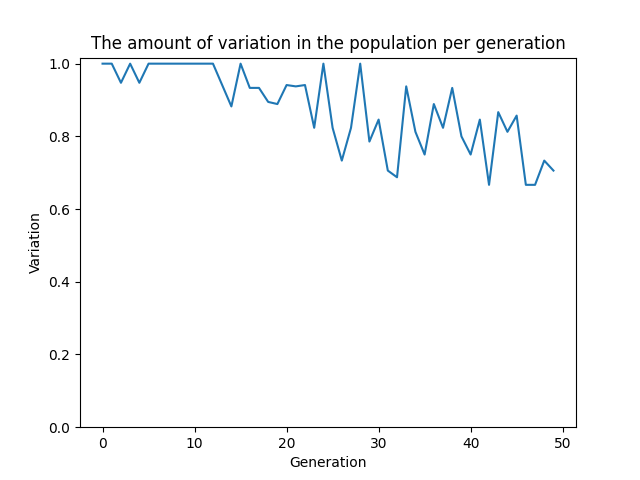 The amount of variation in the population per generation
1.0
0.8
0.6
0.4
0.2
0.0
Variation
0 10 20 30 40 50
Generation